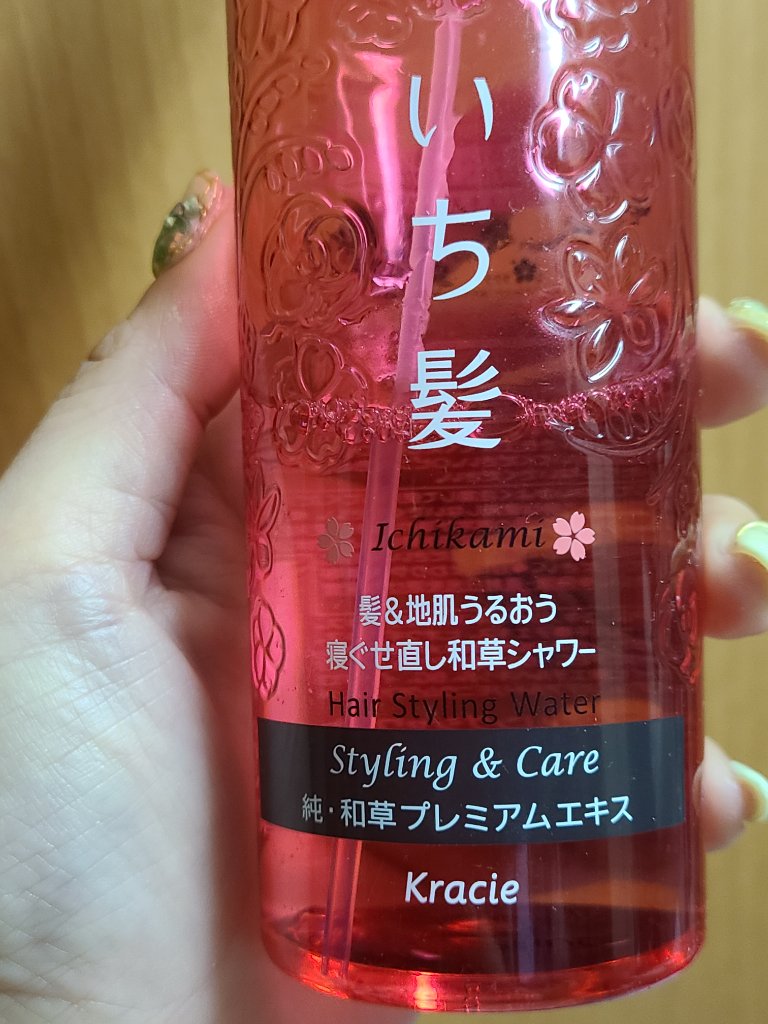 いち髪
Ichikami
髪&地肌うるおう
寝ぐせ直し和草シャワー
Hair Styling Water
Styling & Care
純・和草プレミアムエキス
Kracie